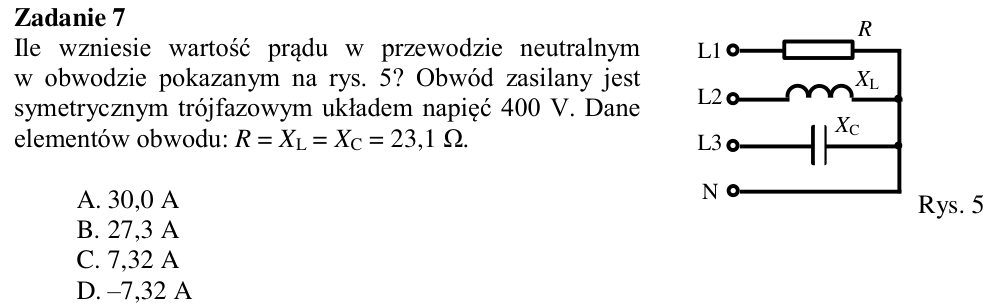 Zadanie 7
Ile wzniesie wartość prądu w przewodzie neutralnym
w obwodzie pokazanym na rys. 5? Obwód zasilany jest
symetrycznym trójfazowym układem napięć 400 V. Dane
elementów obwodu: R = XL = XC = 23,1 Ω.
A. 30,0 A
B. 27,3 A
C. 7,32 A
D. –7,32 A
R
L1
XL
L2
XC
L3
N
Rys. 5